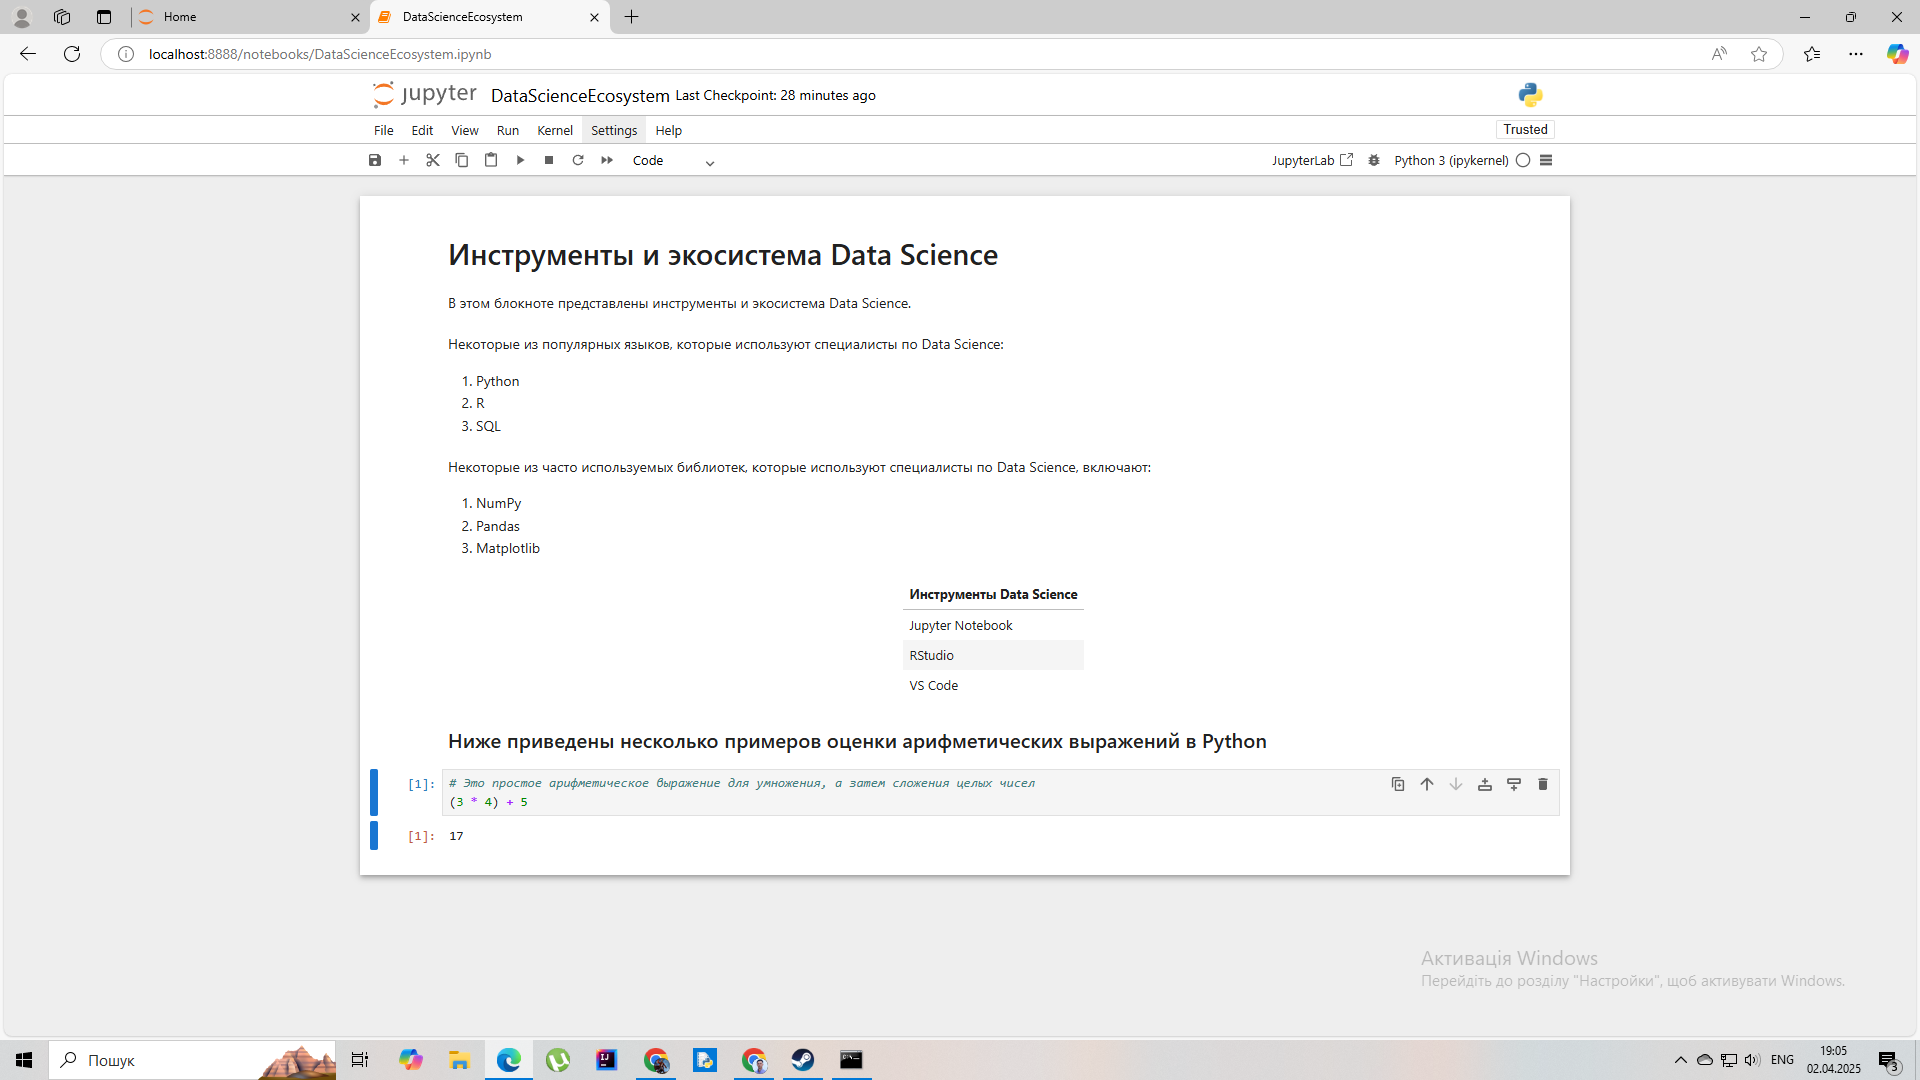 Home
DataScienceEcosystem
localhost:8888/notebooks/DataScienceEcosystem.ipynb
jupyter DataScienceEcosystem Last Checkpoint: 28 minutes ago
File Edit View Run Kernel Settings Help
Trusted
Code
JupyterLab
Python 3 (ipykernel)
Инструменты и экосистема Data Science
В этом блокноте представлены инструменты и экосистема Data Science.
Некоторые из популярных языков, которые используют специалисты по Data Science:
1. Python
2. R
3. SQL
Некоторые из часто используемых библиотек, которые используют специалисты по Data Science, включают:
1. NumPy
2. Pandas
3. Matplotlib
Инструменты Data Science
Jupyter Notebook
RStudio
VS Code
Ниже приведены несколько примеров оценки арифметических выражений в Python
[1]: # Это простое арифметическое выражение для умножения, а затем сложения целых чисел
(3 * 4) + 5
[1]: 17
Активація Windows
Перейдіть до розділу "Настройки", щоб активувати Windows.
Пошук
ENG
19:05
02.04.2025
3